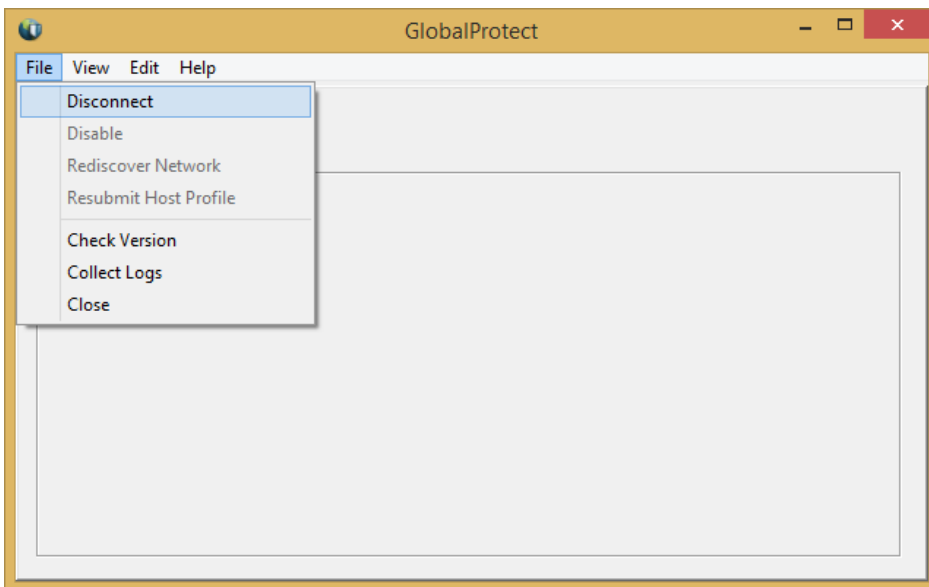 GlobalProtect
File View Edit Help
Disconnect
Disable
Rediscover Network
Resubmit Host Profile
Check Version
Collect Logs
Close